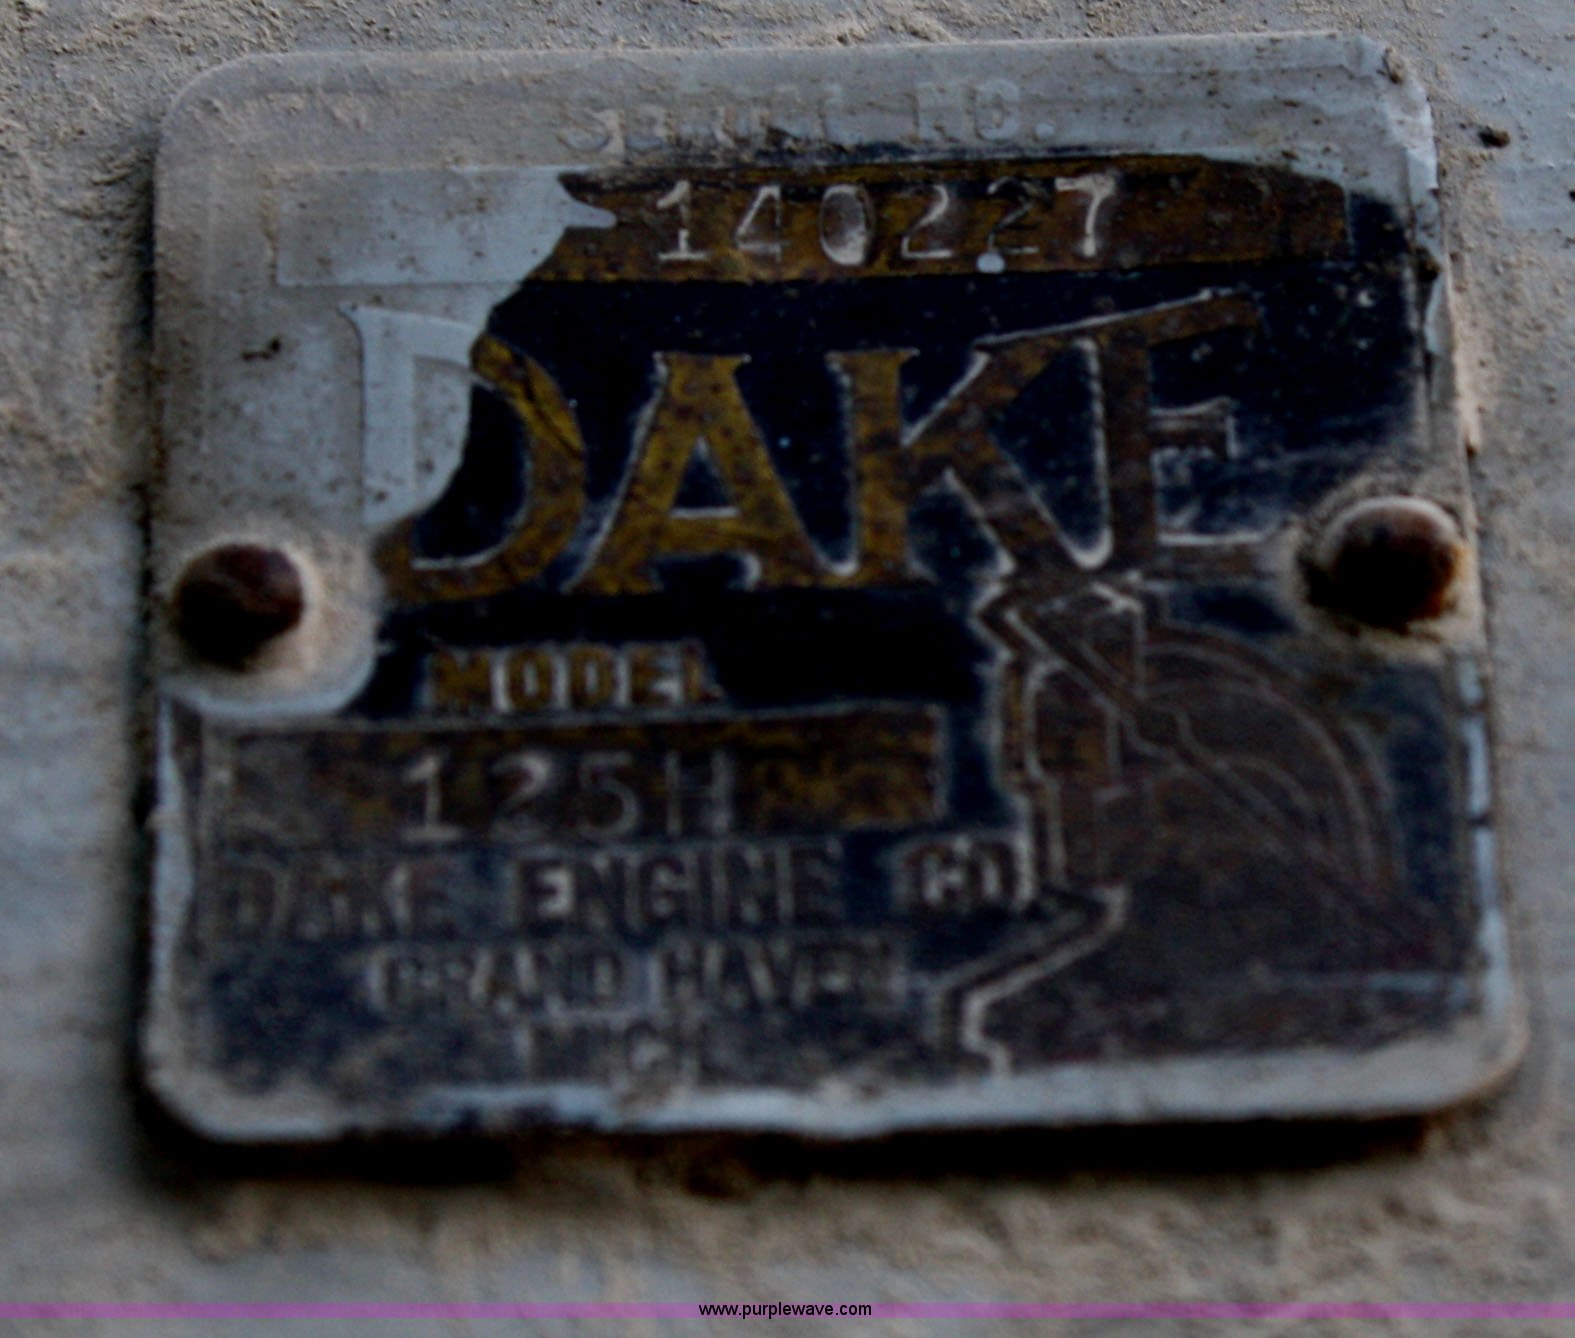 SERIAL NO.
140227
DAKE
MODEL
125H
DAKE ENGINE CO
GRAND HAVEN
MICH
www.purplewave.com